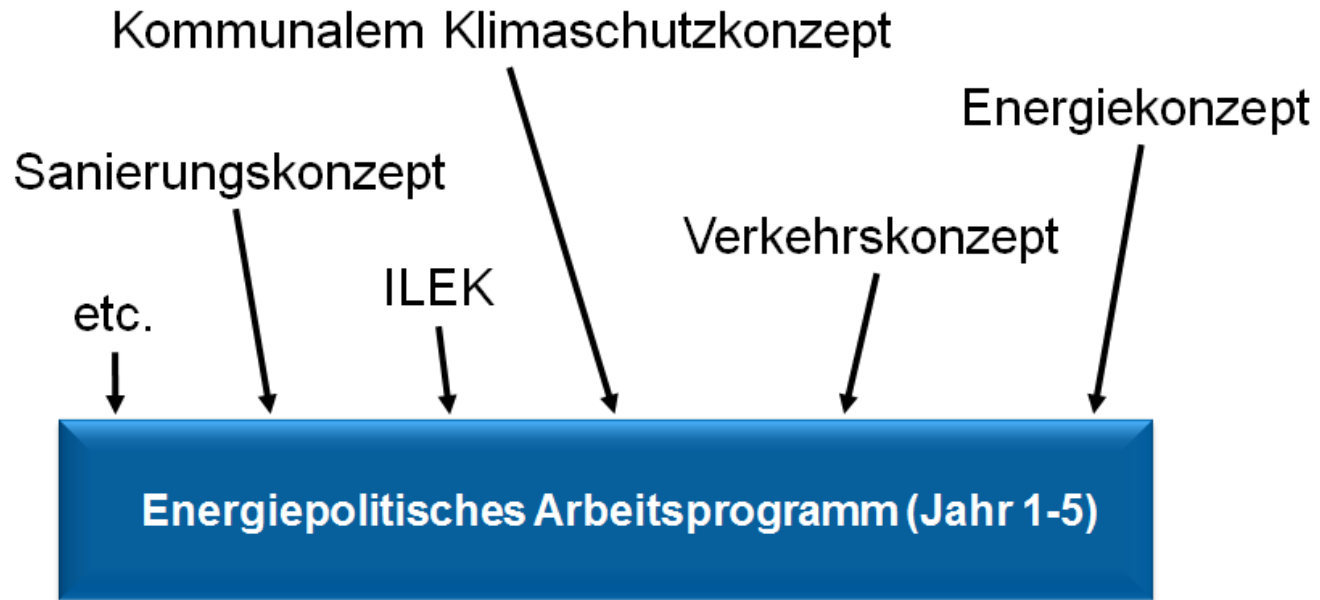 Kommunalem Klimaschutzkonzept
Energiekonzept
Sanierungskonzept
Verkehrskonzept
ILEK
etc.
Energiepolitisches Arbeitsprogramm (Jahr 1-5)